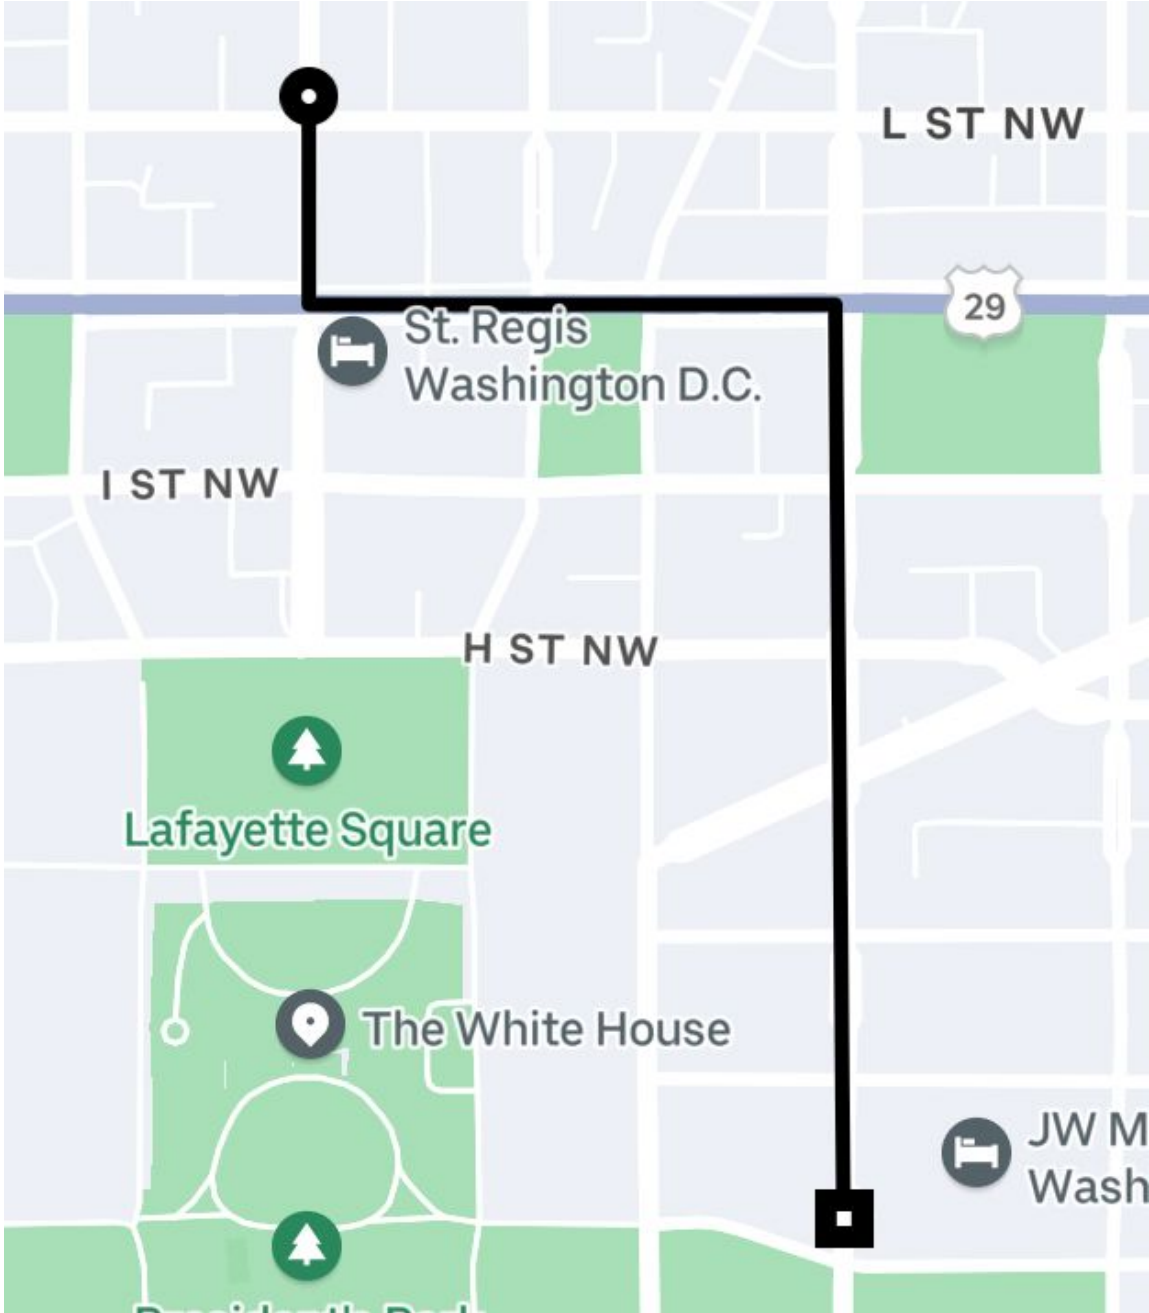 L ST NW
29
St. Regis
Washington D.C.
I ST NW
H ST NW
Lafayette Square
The White House
JW M
Wash